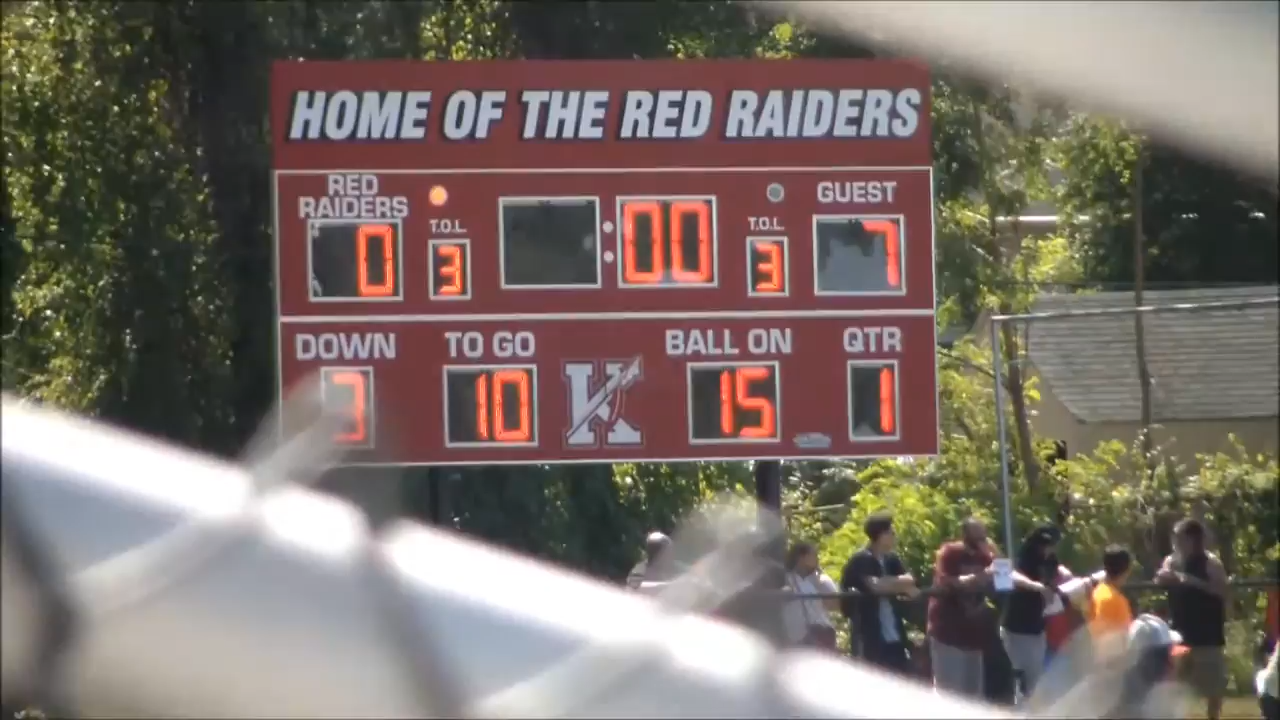 HOME OF THE RED RAIDERS
RED
RAIDERS
T.O.L.
T.O.L.
GUEST
0 3 :00 3 7
DOWN TO GO BALL ON QTR
3 10 K 15 1